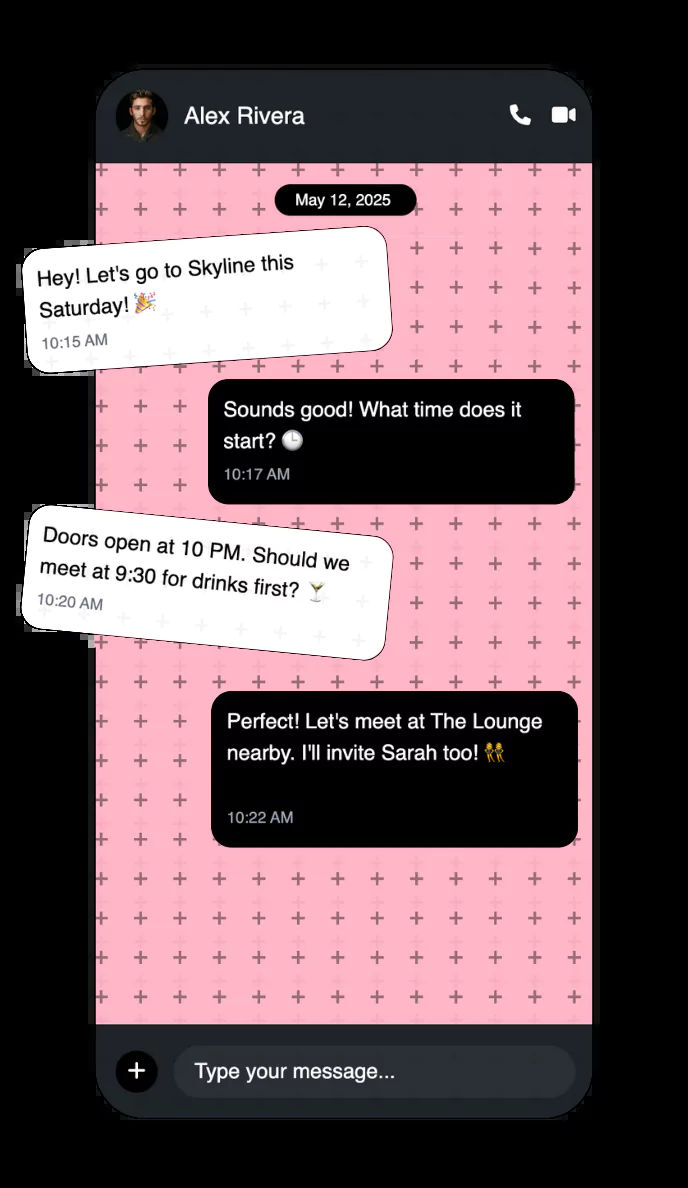 Alex Rivera
May 12, 2025
Hey! Let's go to Skyline this
Saturday! 🎉
10:15 AM
Sounds good! What time does it
start? 🕒
10:17 AM
Doors open at 10 PM. Should we
meet at 9:30 for drinks first? 🍸
10:20 AM
Perfect! Let's meet at The Lounge
nearby. I'll invite Sarah too! 👯
10:22 AM
Type your message...